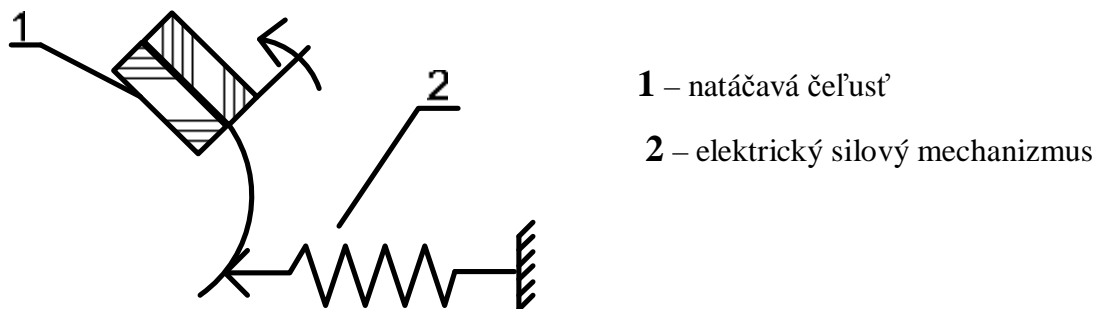 1
2
1 – natáčavá čeľusť
2 – elektrický silový mechanizmus